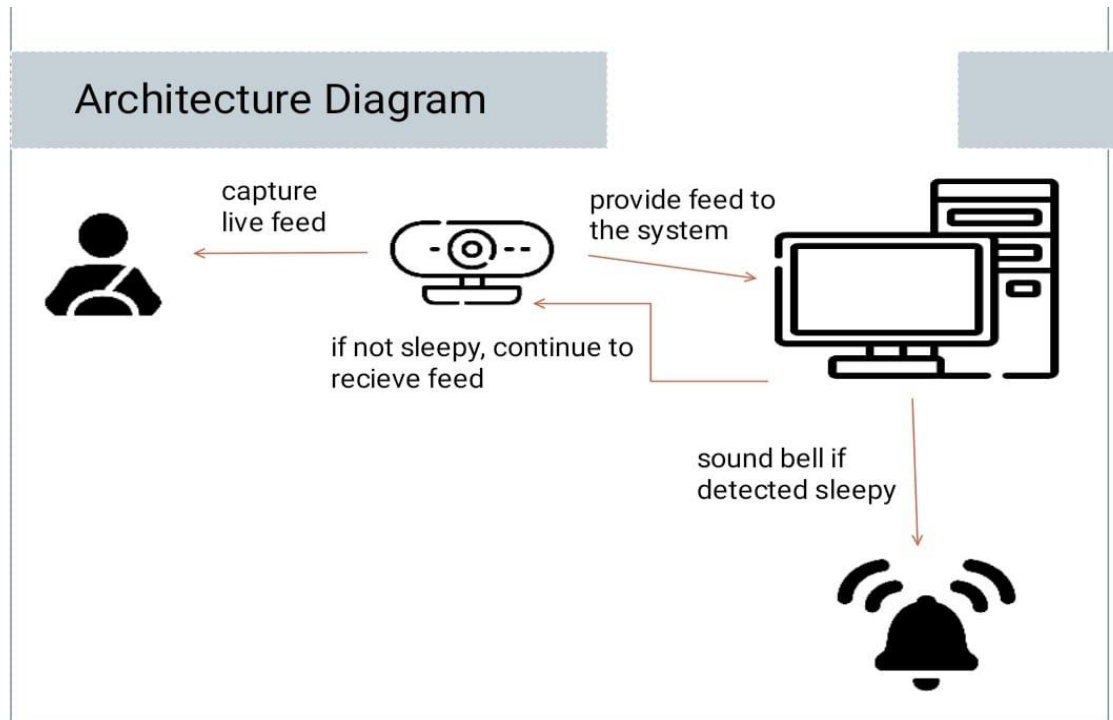 Architecture Diagram
capture
live feed
provide feed to
the system
if not sleepy, continue to
recieve feed
sound bell if
detected sleepy